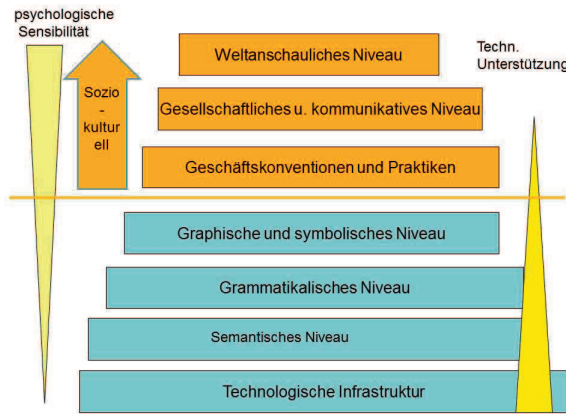 psychologische
Sensibilität
Techn.
Unterstützung
Weltanschauliches Niveau
Sozio
-
kultur
ell
Gesellschaftliches u. kommunikatives Niveau
Geschäftskonventionen und Praktiken
Graphische und symbolisches Niveau
Grammatikalisches Niveau
Semantisches Niveau
Technologische Infrastruktur